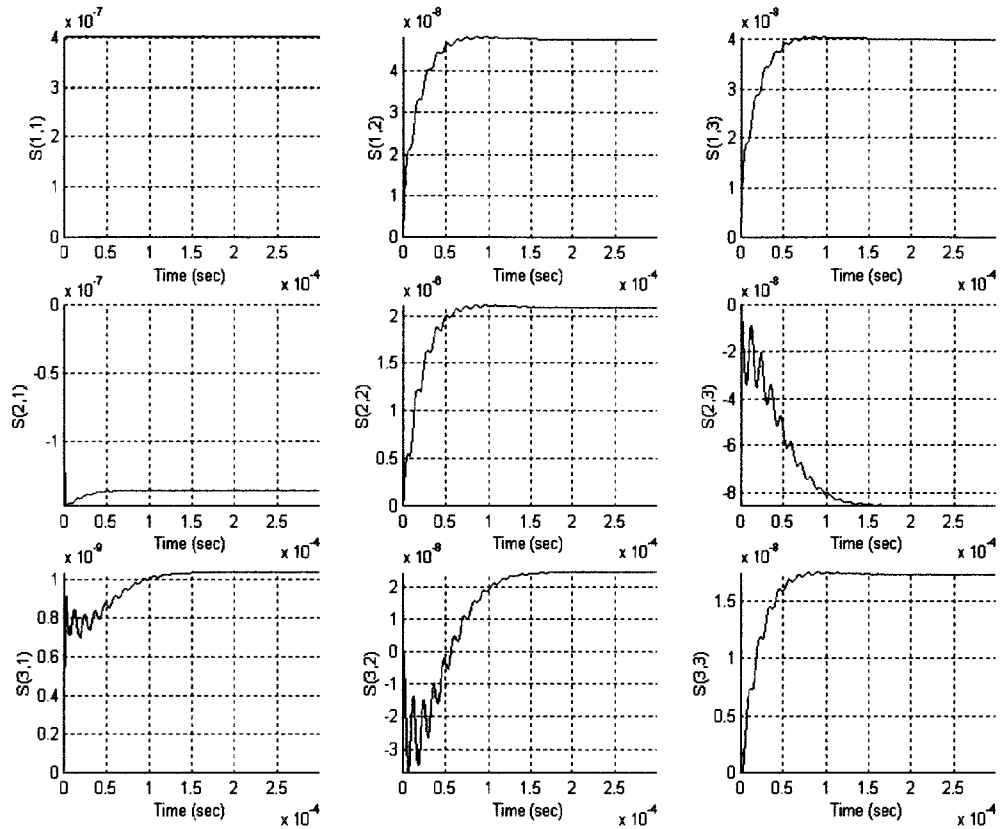 x 10^-7
S(1,1)
4
3
2
1
0
0 0.5 1 1.5 2 2.5
Time (sec)
x 10^-4
x 10^-8
S(1,2)
4
3
2
1
0
0 0.5 1 1.5 2 2.5
Time (sec)
x 10^-4
x 10^-8
S(1,3)
4
3
2
1
0
0 0.5 1 1.5 2 2.5
Time (sec)
x 10^-4
x 10^-7
S(2,1)
0
-0.5
-1
0 0.5 1 1.5 2 2.5
Time (sec)
x 10^-4
x 10^-6
S(2,2)
2
1.5
1
0.5
0
0 0.5 1 1.5 2 2.5
Time (sec)
x 10^-4
x 10^-8
S(2,3)
0
-2
-4
-6
-8
0 0.5 1 1.5 2 2.5
Time (sec)
x 10^-4
x 10^-9
S(3,1)
1
0.8
0.6
0.4
0.2
0
0 0.5 1 1.5 2 2.5
Time (sec)
x 10^-4
x 10^-8
S(3,2)
2
1
0
-1
-2
-3
0 0.5 1 1.5 2 2.5
Time (sec)
x 10^-4
x 10^-8
S(3,3)
1.5
1
0.5
0
0 0.5 1 1.5 2 2.5
Time (sec)
x 10^-4